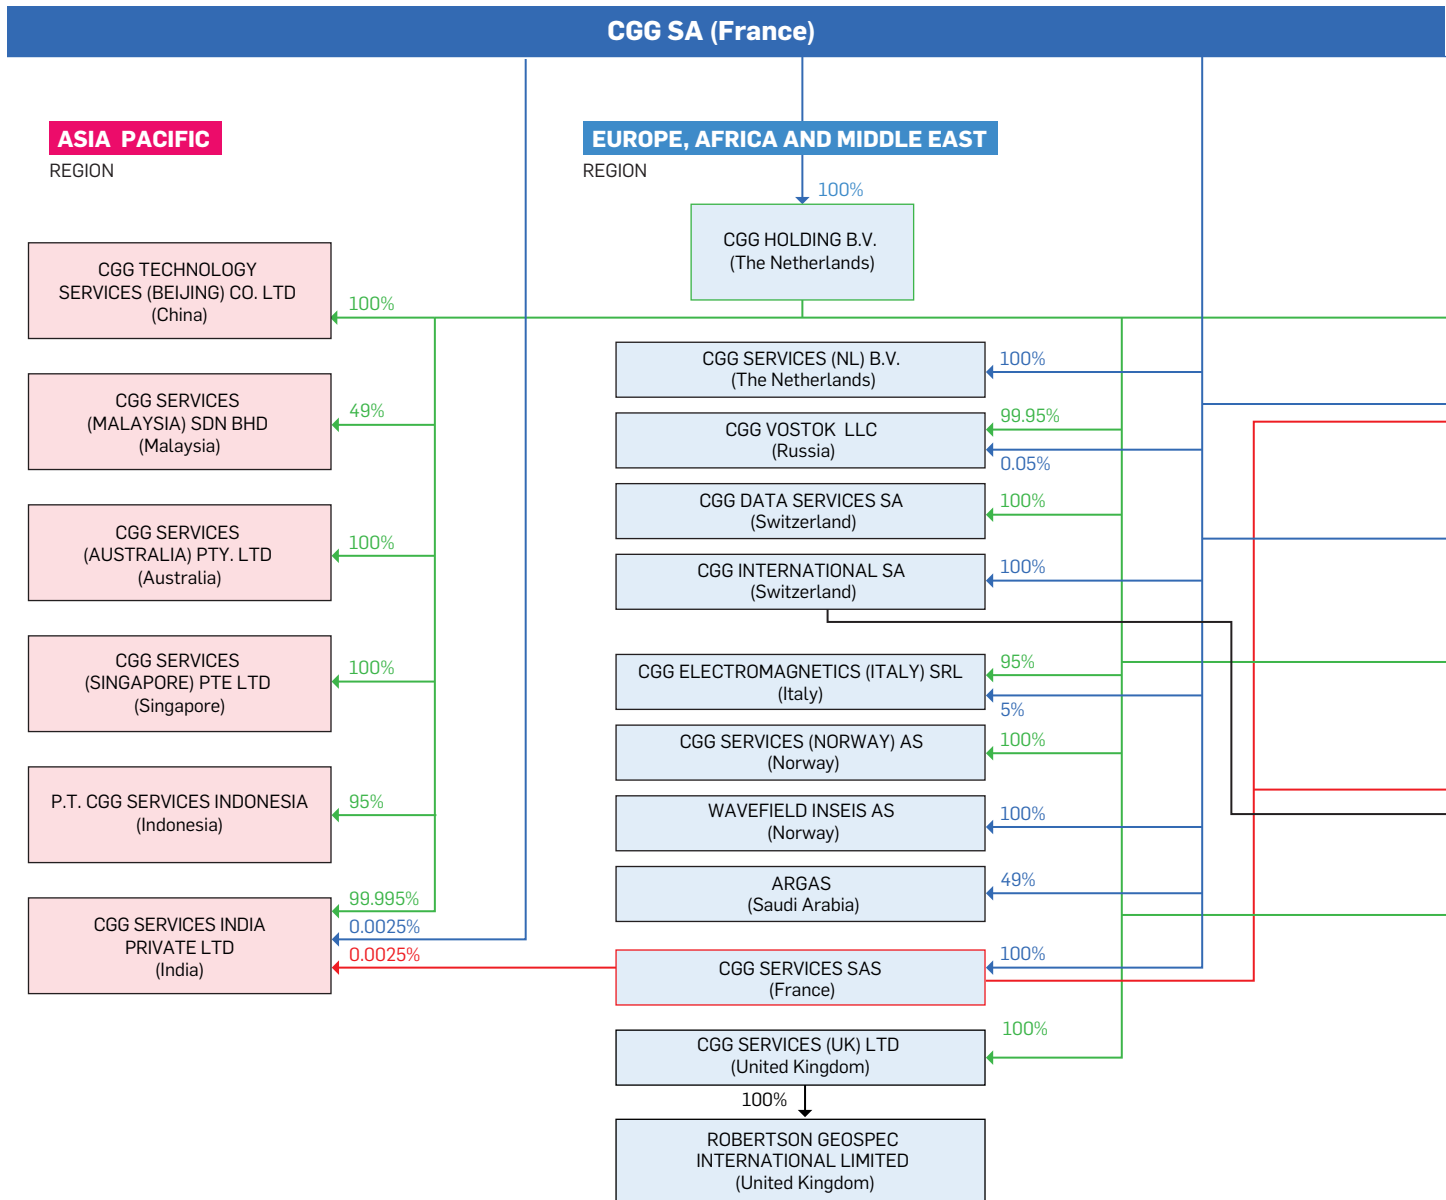 CGG SA (France)
ASIA PACIFIC
REGION
CGG TECHNOLOGY
SERVICES (BEIJING) CO. LTD
(China)
100%
CGG SERVICES
(MALAYSIA) SDN BHD
(Malaysia)
49%
CGG SERVICES
(AUSTRALIA) PTY. LTD
(Australia)
100%
CGG SERVICES
(SINGAPORE) PTE LTD
(Singapore)
100%
P.T. CGG SERVICES INDONESIA
(Indonesia)
95%
CGG SERVICES INDIA
PRIVATE LTD
(India)
99.995%
0.0025%
0.0025%
EUROPE, AFRICA AND MIDDLE EAST
REGION
100%
CGG HOLDING B.V.
(The Netherlands)
CGG SERVICES (NL) B.V.
(The Netherlands)
100%
CGG VOSTOK LLC
(Russia)
99.95%
0.05%
CGG DATA SERVICES SA
(Switzerland)
100%
CGG INTERNATIONAL SA
(Switzerland)
100%
CGG ELECTROMAGNETICS (ITALY) SRL
(Italy)
95%
5%
CGG SERVICES (NORWAY) AS
(Norway)
100%
WAVEFIELD INSEIS AS
(Norway)
100%
ARGAS
(Saudi Arabia)
49%
CGG SERVICES SAS
(France)
100%
CGG SERVICES (UK) LTD
(United Kingdom)
100%
100%
ROBERTSON GEOSPEC
INTERNATIONAL LIMITED
(United Kingdom)